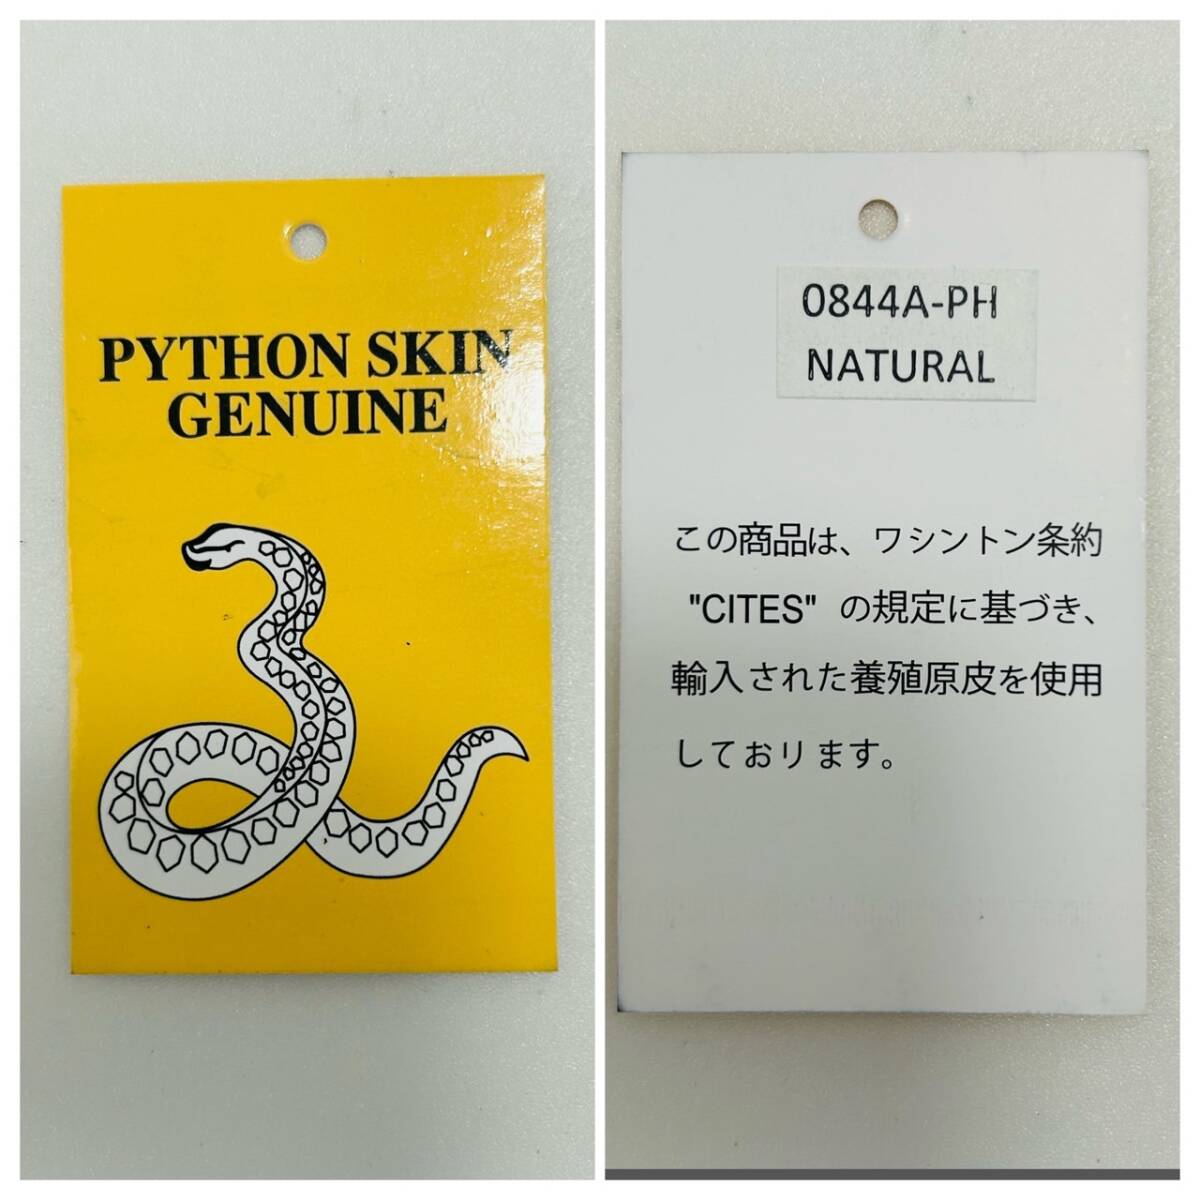 PYTHON SKIN
GENUINE
0844A-PH
NATURAL
この商品は、ワシントン条約
"CITES" の規定に基づき、
輸入された養殖原皮を使用
しております。